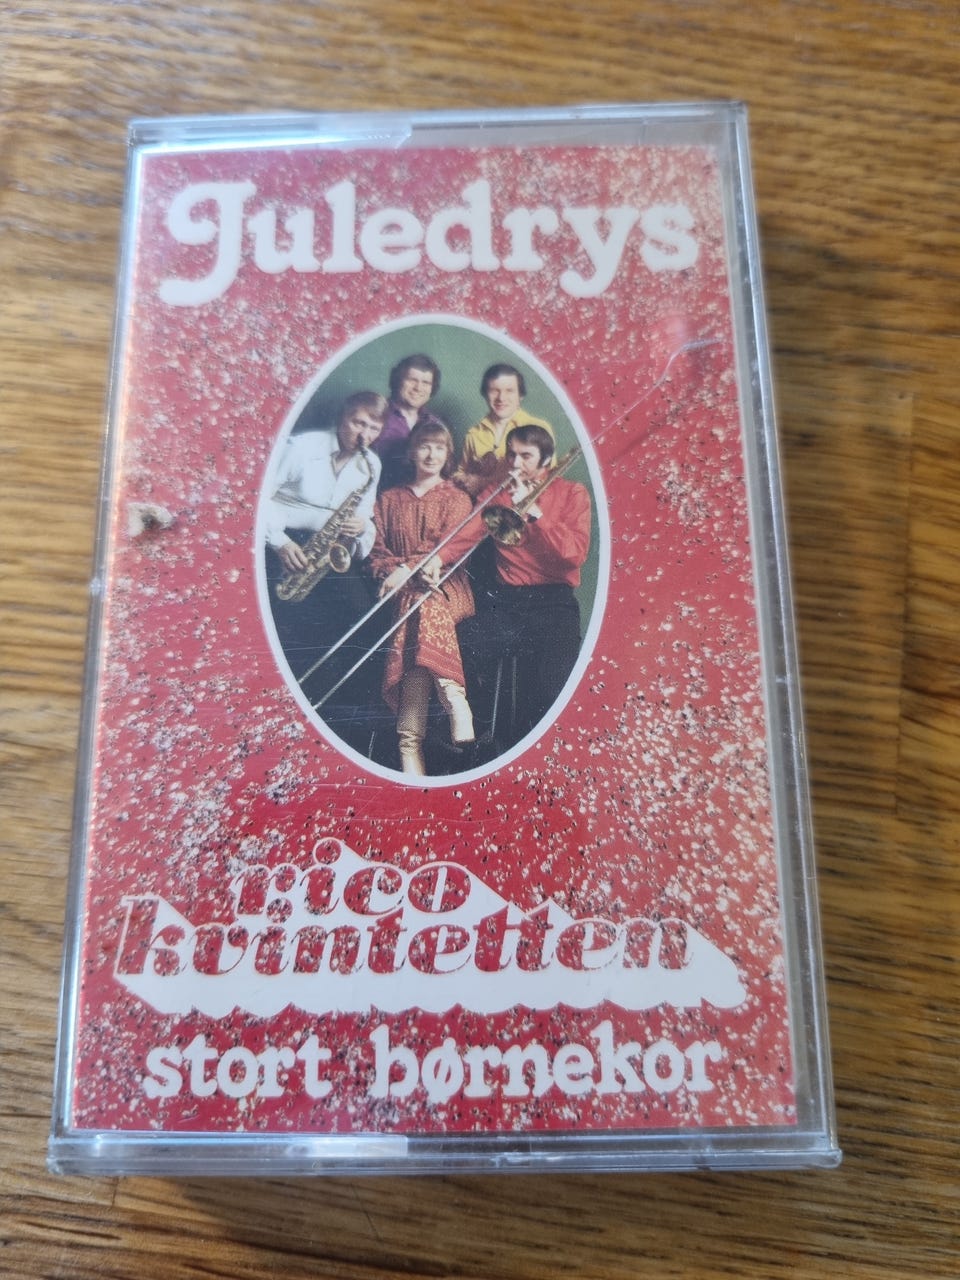 Juledrys
rico
kvintetten
stort børnekor